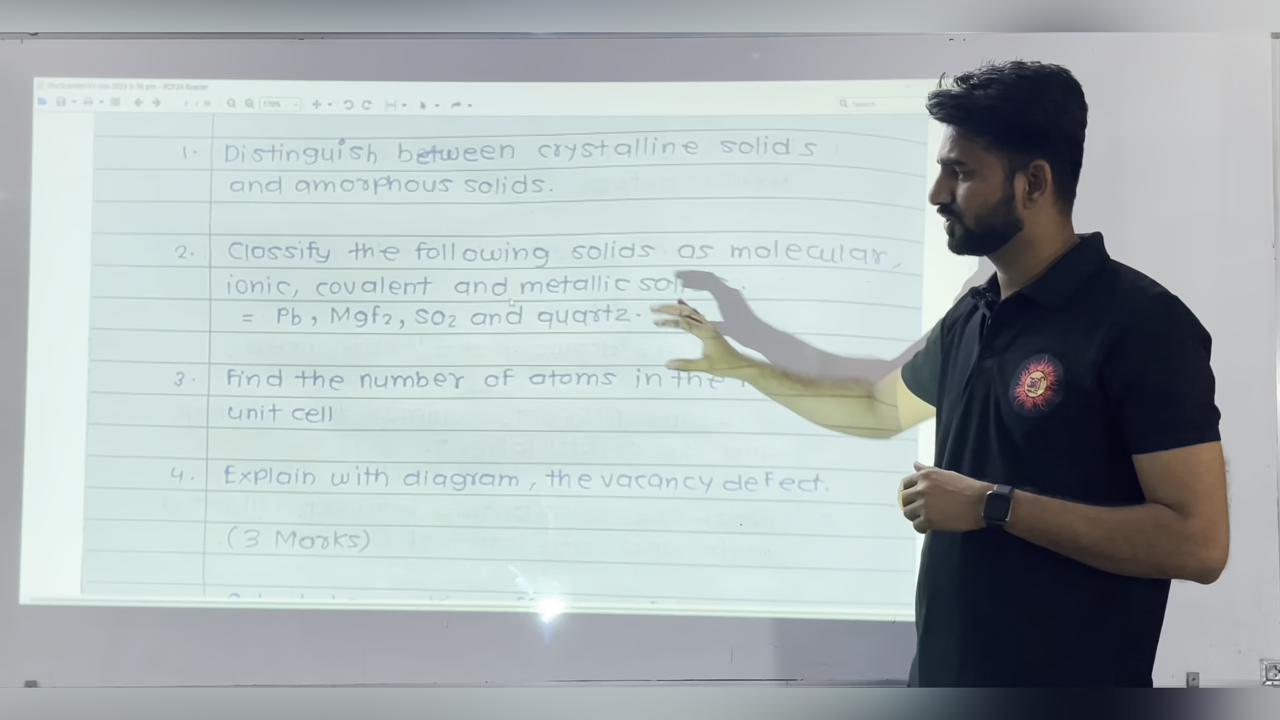 1. Distinguish between crystalline solids
and amorphous solids.
2. Classify the following solids as molecular,
ionic, covalent and metallic
= Pb, Mgf2, SO2 and quartz.
3. Find the number of atoms in the
unit cell
4. Explain with diagram, the vacancy defect.
(3 Marks)